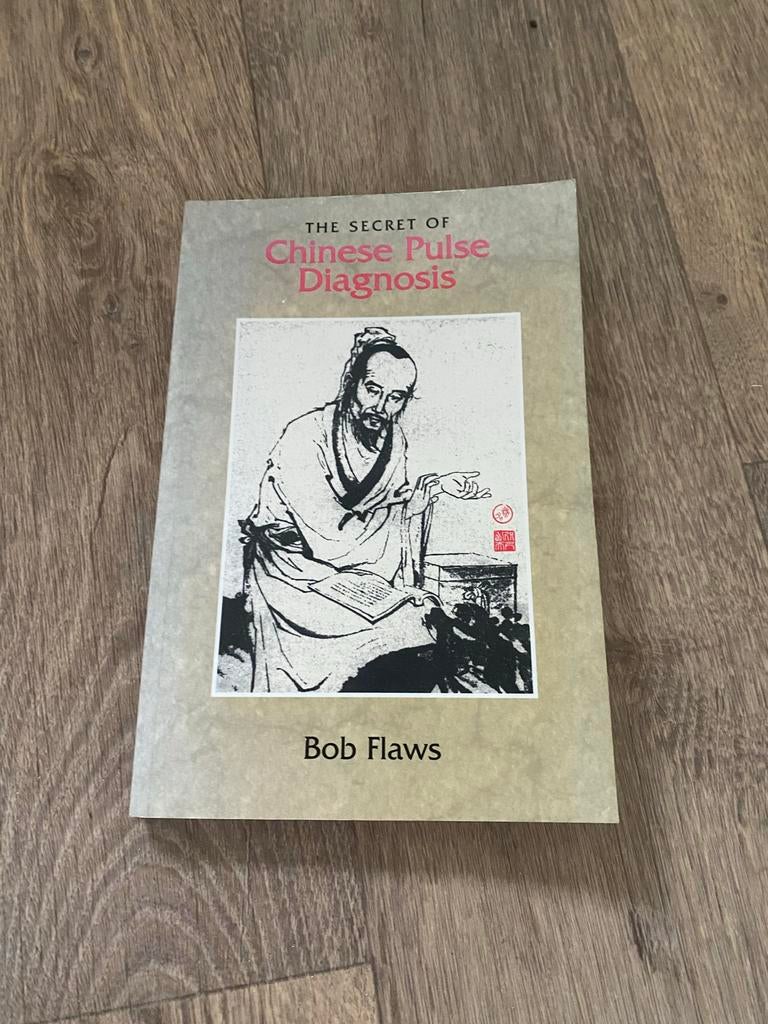 THE SECRET OF
Chinese Pulse
Diagnosis
Bob Flaws